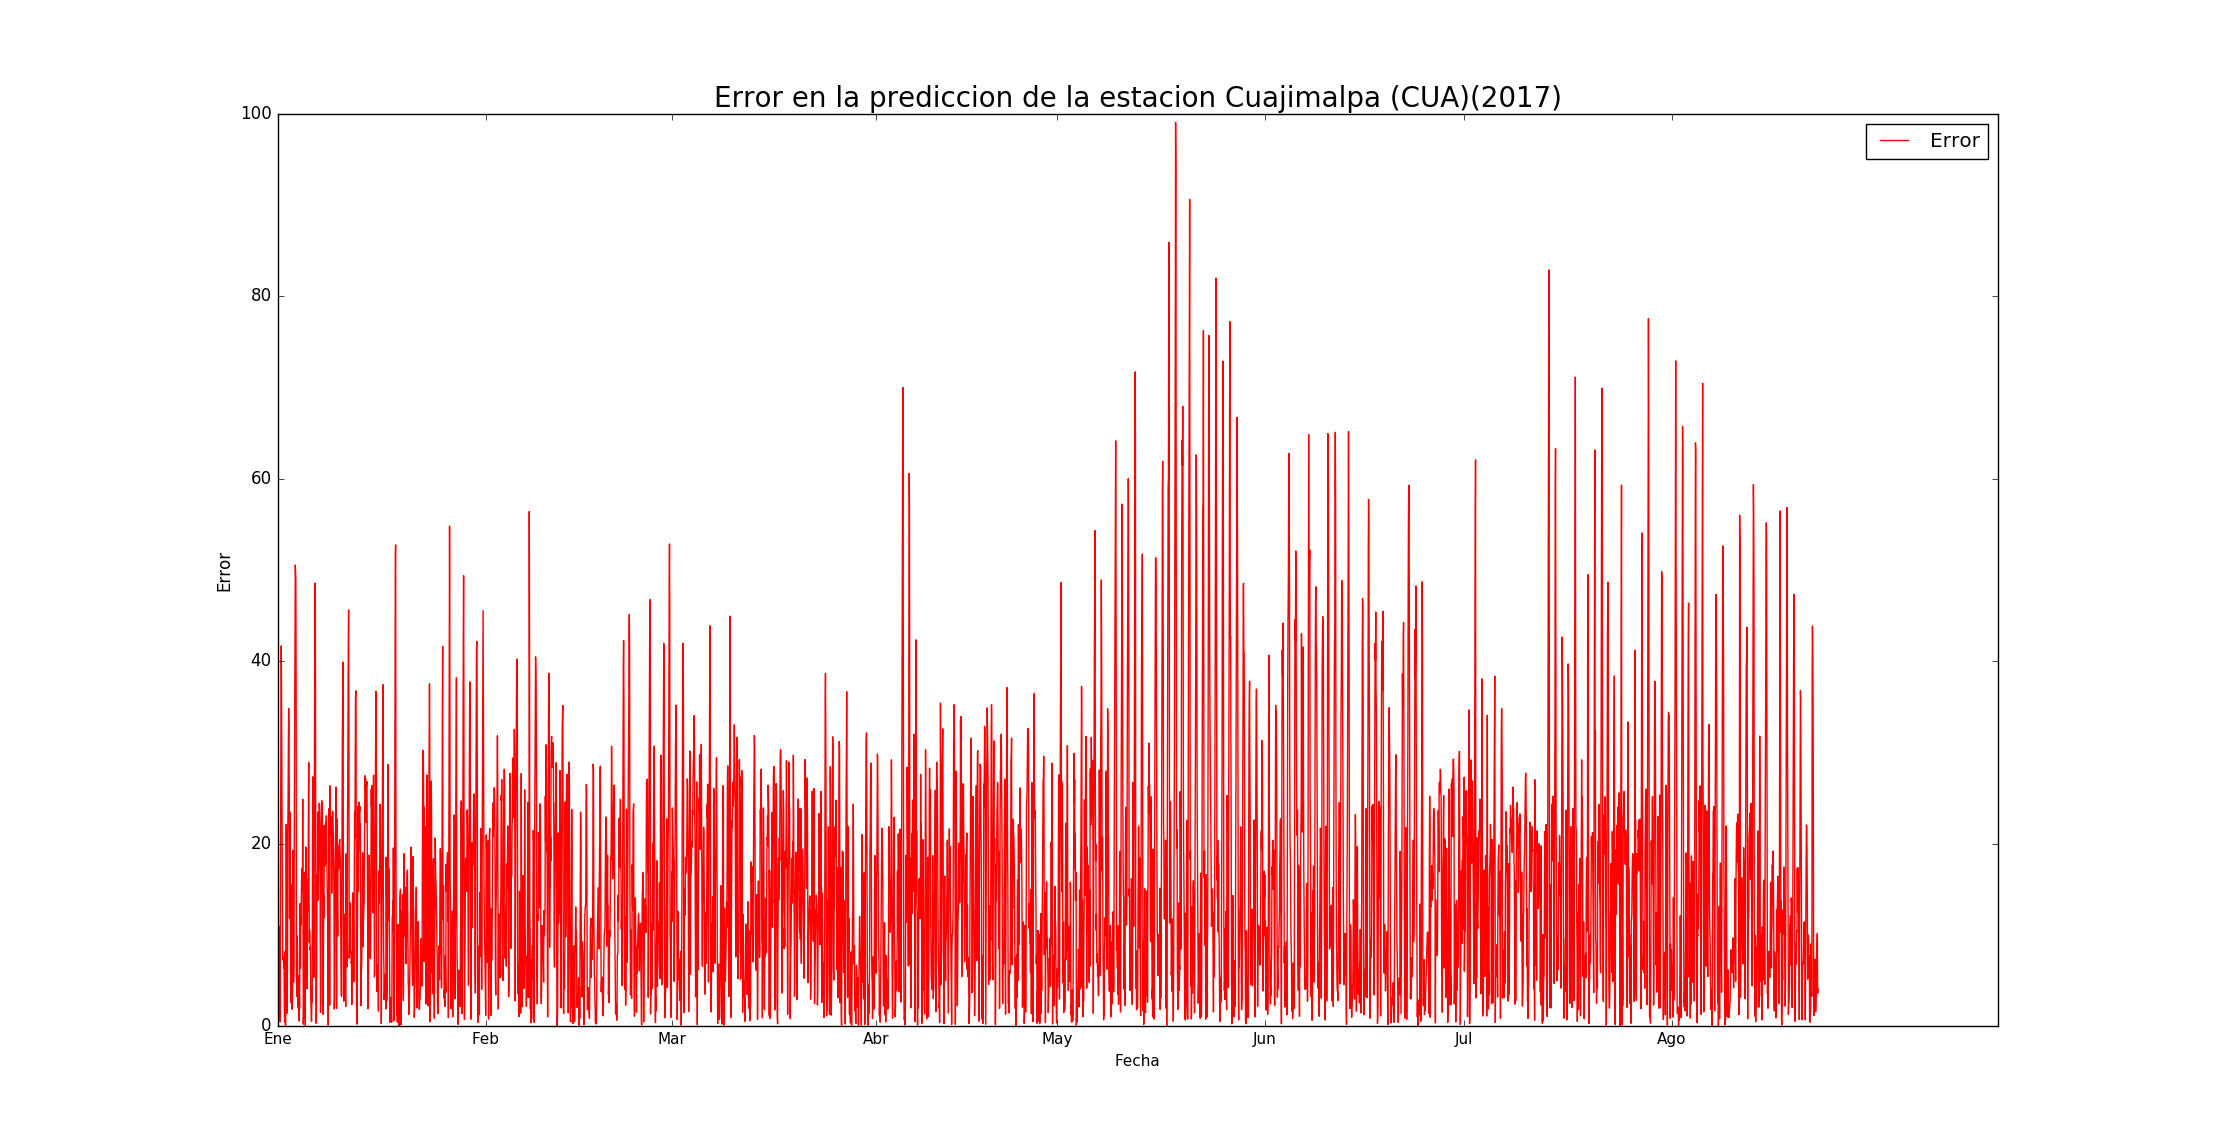 Error en la prediccion de la estacion Cuajimalpa (CUA)(2017)
Error
100
80
60
40
20
0
Error
Ene Feb Mar Abr May Jun Jul Ago
Fecha